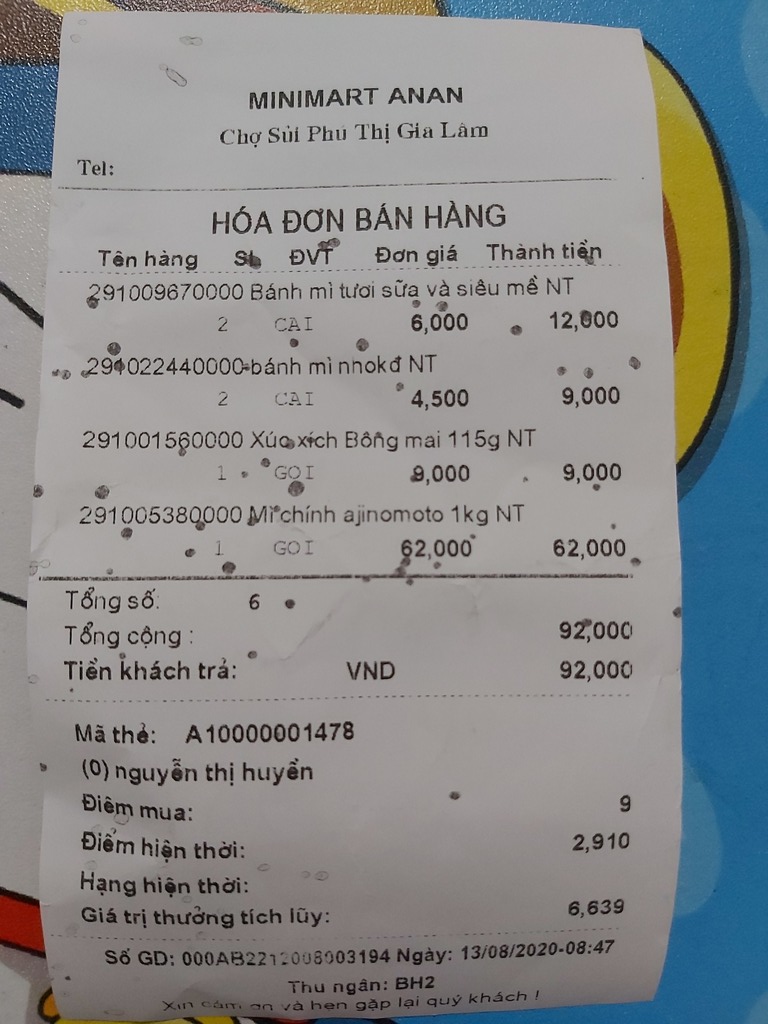 MINIMART ANAN
Chợ Sủi Phú Thị Gia Lâm
Tel:
HÓA ĐƠN BÁN HÀNG
Tên hàng SL ĐVT Đơn giá Thành tiền
291009670000 Bánh mì tươi sữa và siêu mề NT
2 CAI 6,000 12,000
291022440000-bánh mì nhokđ NT
2 CAI 4,500 9,000
291001560000 Xúc xích Bông mai 115g NT
1 GOI 9,000 9,000
291005380000 Mì chính ajinomoto 1kg NT
1 GOI 62,000 62,000
Tổng số: 6
Tổng cộng : 92,000
Tiền khách trả: VND 92,000
Mã thẻ: A10000001478
(0) nguyễn thị huyền
Điểm mua: 9
Điểm hiện thời: 2,910
Hạng hiện thời:
Giá trị thưởng tích lũy: 6,639
Số GD: Ngày: 13/08/2020-08:47
Thu ngân: BH2
Xin cám ơn và hẹn gặp lại quý khách !